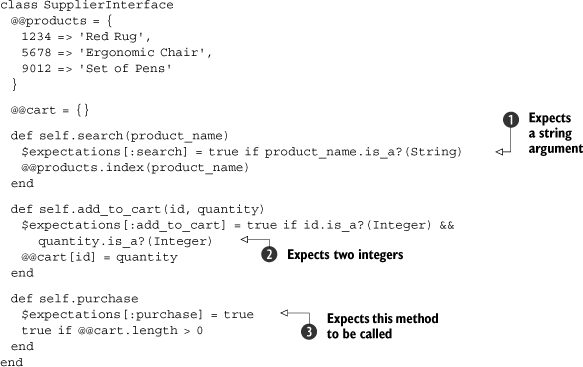 class SupplierInterface
  @@products = {
    1234 => 'Red Rug',
    5678 => 'Ergonomic Chair',
    9012 => 'Set of Pens'
  }
  @@cart = {}
  def self.search(product_name)
    $expectations[:search] = true if product_name.is_a?(String)
    @@products.index(product_name)
  end
1 Expects
a string
argument
  def self.add_to_cart(id, quantity)
    $expectations[:add_to_cart] = true if id.is_a?(Integer) &&
      quantity.is_a?(Integer)
    @@cart[id] = quantity
  end
2 Expects two integers
  def self.purchase
    $expectations[:purchase] = true
    true if @@cart.length > 0
  end
end
3 Expects this method
to be called